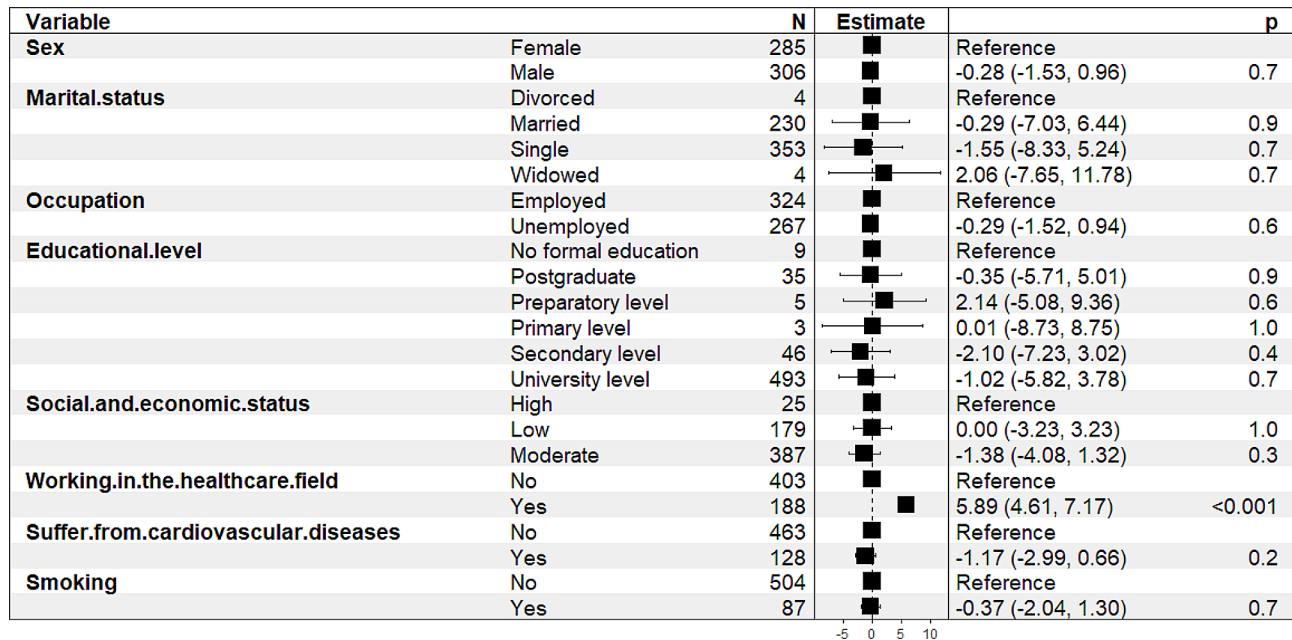 Variable N Estimate p
Sex Female 285 Reference
Male 306 -0.28 (-1.53, 0.96) 0.7
Marital.status Divorced 4 Reference
Married 230 -0.29 (-7.03, 6.44) 0.9
Single 353 -1.55 (-8.33, 5.24) 0.7
Widowed 4 2.06 (-7.65, 11.78) 0.7
Occupation Employed 324 Reference
Unemployed 267 -0.29 (-1.52, 0.94) 0.6
Educational.level No formal education 9 Reference
Postgraduate 35 -0.35 (-5.71, 5.01) 0.9
Preparatory level 5 2.14 (-5.08, 9.36) 0.6
Primary level 3 0.01 (-8.73, 8.75) 1.0
Secondary level 46 -2.10 (-7.23, 3.02) 0.4
University level 493 -1.02 (-5.82, 3.78) 0.7
Social.and.economic.status High 25 Reference
Low 179 0.00 (-3.23, 3.23) 1.0
Moderate 387 -1.38 (-4.08, 1.32) 0.3
Working.in.the.healthcare.field No 403 Reference
Yes 188 5.89 (4.61, 7.17) <0.001
Suffer.from.cardiovascular.diseases No 463 Reference
Yes 128 -1.17 (-2.99, 0.66) 0.2
Smoking No 504 Reference
Yes 87 -0.37 (-2.04, 1.30) 0.7
-5 0 5 10